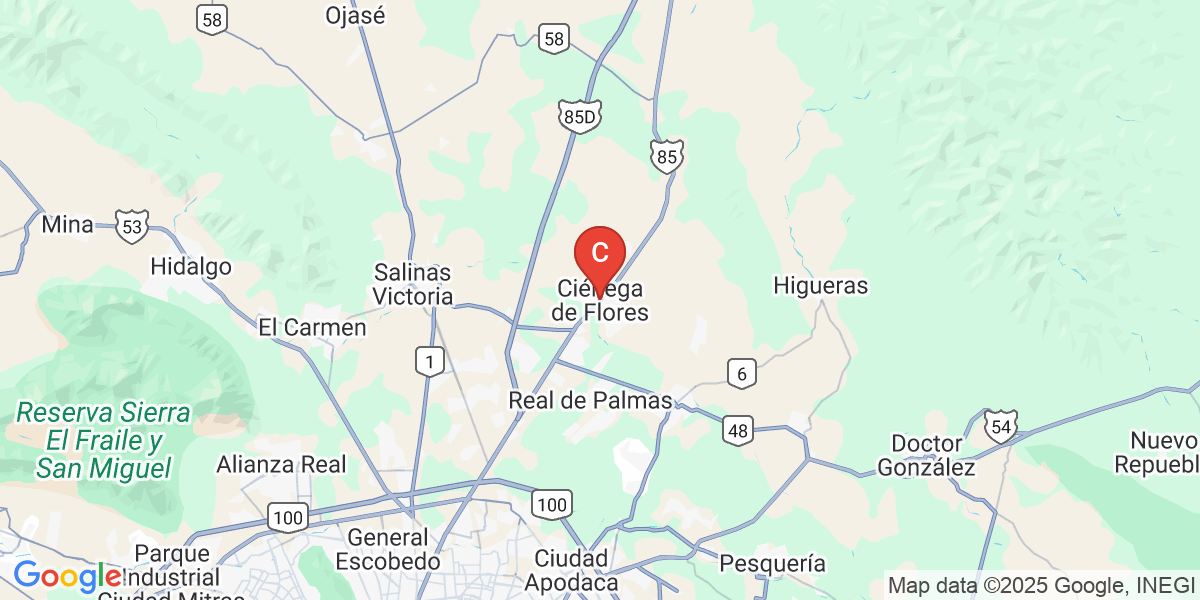 58
Ojasé
58
85D
85
Mina
53
Hidalgo
C
Salinas
Victoria
Ciénega
de Flores
Higueras
El Carmen
1
6
Real de Palmas
Reserva Sierra
El Fraile y
San Miguel
48
54
Doctor
González
Nuevo
Repuebl
Alianza Real
100
100
General
Escobedo
Ciudad
Apodaca
Pesquería
Parque
Industrial
Ciudad Mitras
Google
Map data ©2025 Google, INEGI